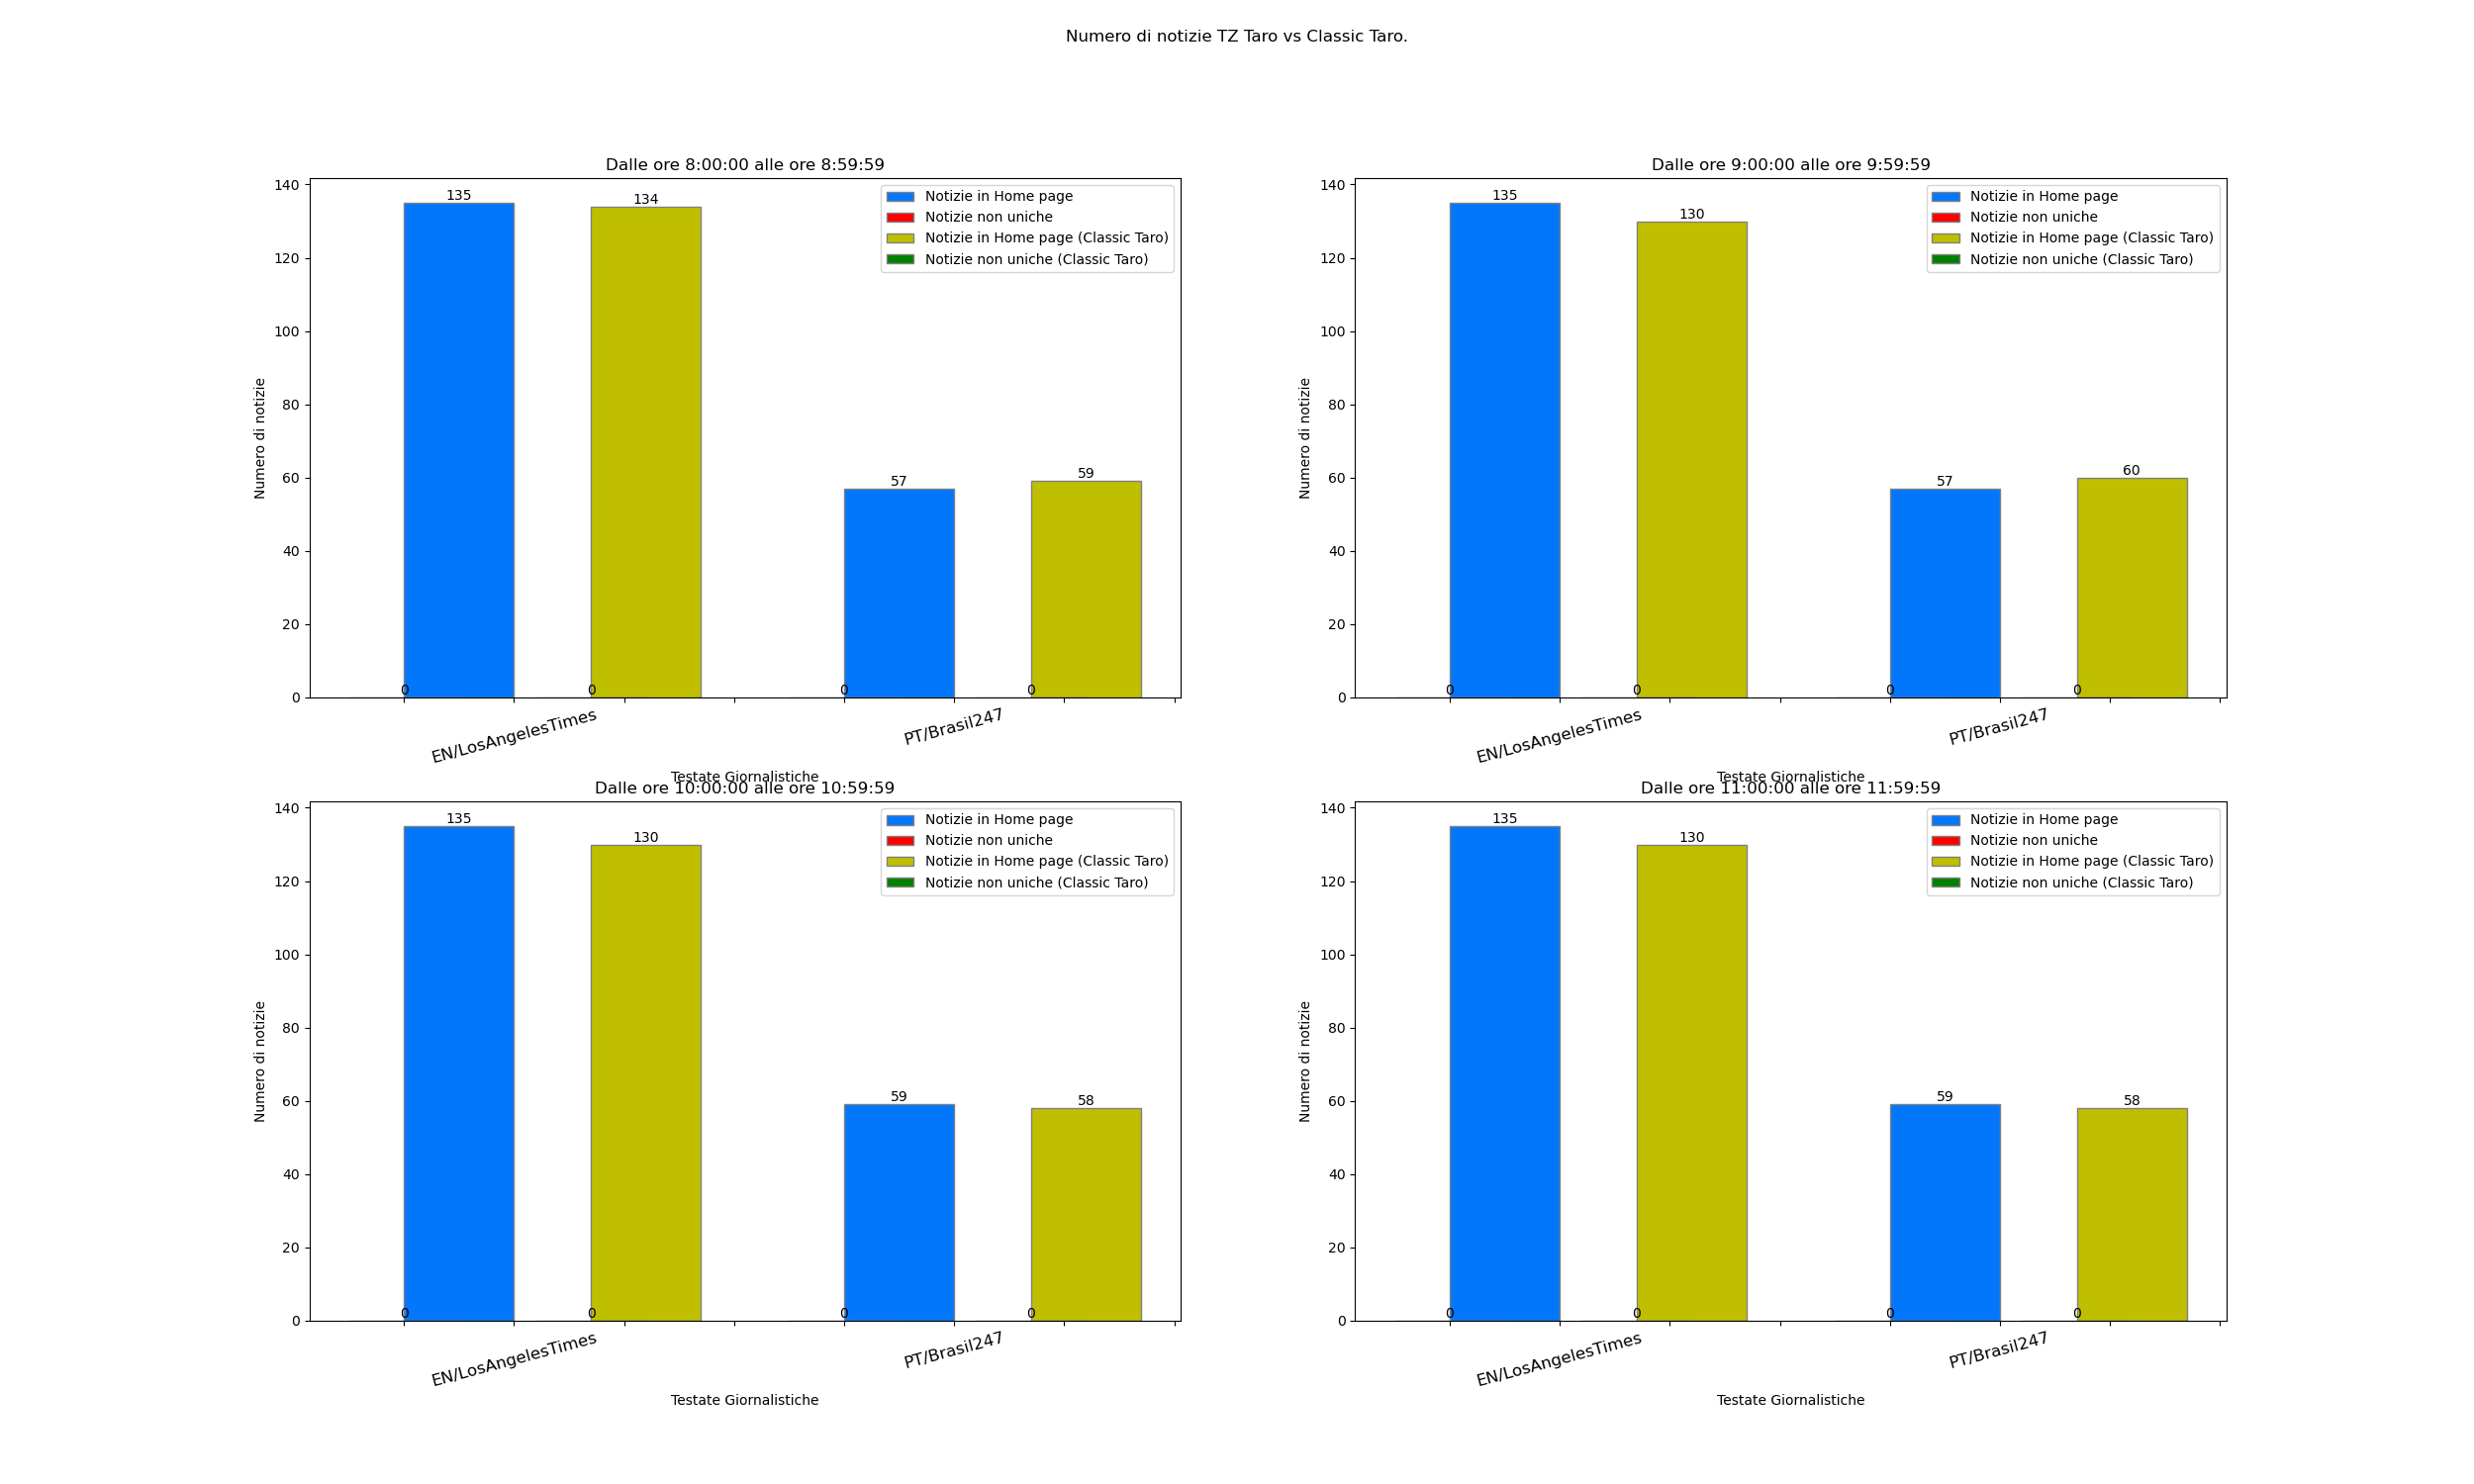 Numero di notizie TZ Taro vs Classic Taro.
Dalle ore 8:00:00 alle ore 8:59:59
140
120
100
80
60
40
20
0
Numero di notizie
135
134
57
59
0
0
0
0
Notizie in Home page
Notizie non uniche
Notizie in Home page (Classic Taro)
Notizie non uniche (Classic Taro)
EN/LosAngelesTimes
PT/Brasil247
Testate Giornalistiche
Dalle ore 9:00:00 alle ore 9:59:59
140
120
100
80
60
40
20
0
Numero di notizie
135
130
57
60
0
0
0
0
Notizie in Home page
Notizie non uniche
Notizie in Home page (Classic Taro)
Notizie non uniche (Classic Taro)
EN/LosAngelesTimes
PT/Brasil247
Testate Giornalistiche
Dalle ore 10:00:00 alle ore 10:59:59
140
120
100
80
60
40
20
0
Numero di notizie
135
130
59
58
0
0
0
0
Notizie in Home page
Notizie non uniche
Notizie in Home page (Classic Taro)
Notizie non uniche (Classic Taro)
EN/LosAngelesTimes
PT/Brasil247
Testate Giornalistiche
Dalle ore 11:00:00 alle ore 11:59:59
140
120
100
80
60
40
20
0
Numero di notizie
135
130
59
58
0
0
0
0
Notizie in Home page
Notizie non uniche
Notizie in Home page (Classic Taro)
Notizie non uniche (Classic Taro)
EN/LosAngelesTimes
PT/Brasil247
Testate Giornalistiche